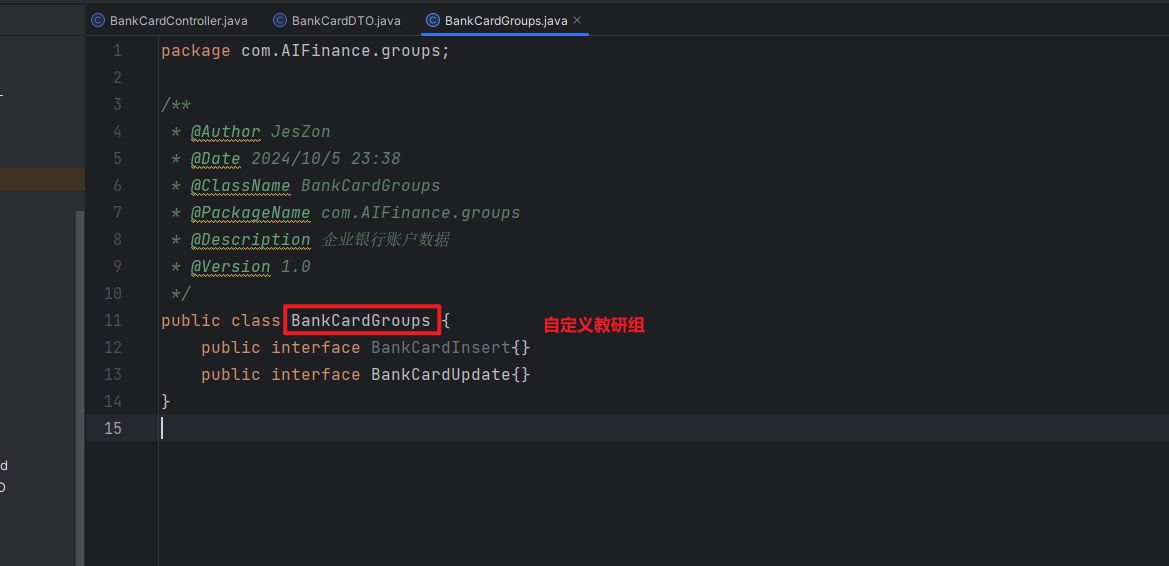 BankCardController.java BankCardDTO.java BankCardGroups.java
1 package com.AIFinance.groups;
2
3 /**
4 * @Author JesZon
5 * @Date 2024/10/5 23:38
6 * @ClassName BankCardGroups
7 * @PackageName com.AIFinance.groups
8 * @Description 企业银行账户数据
9 * @Version 1.0
10 */
11 public class BankCardGroups { 自定义教研组
12 public interface BankCardInsert{}
13 public interface BankCardUpdate{}
14 }
15
d